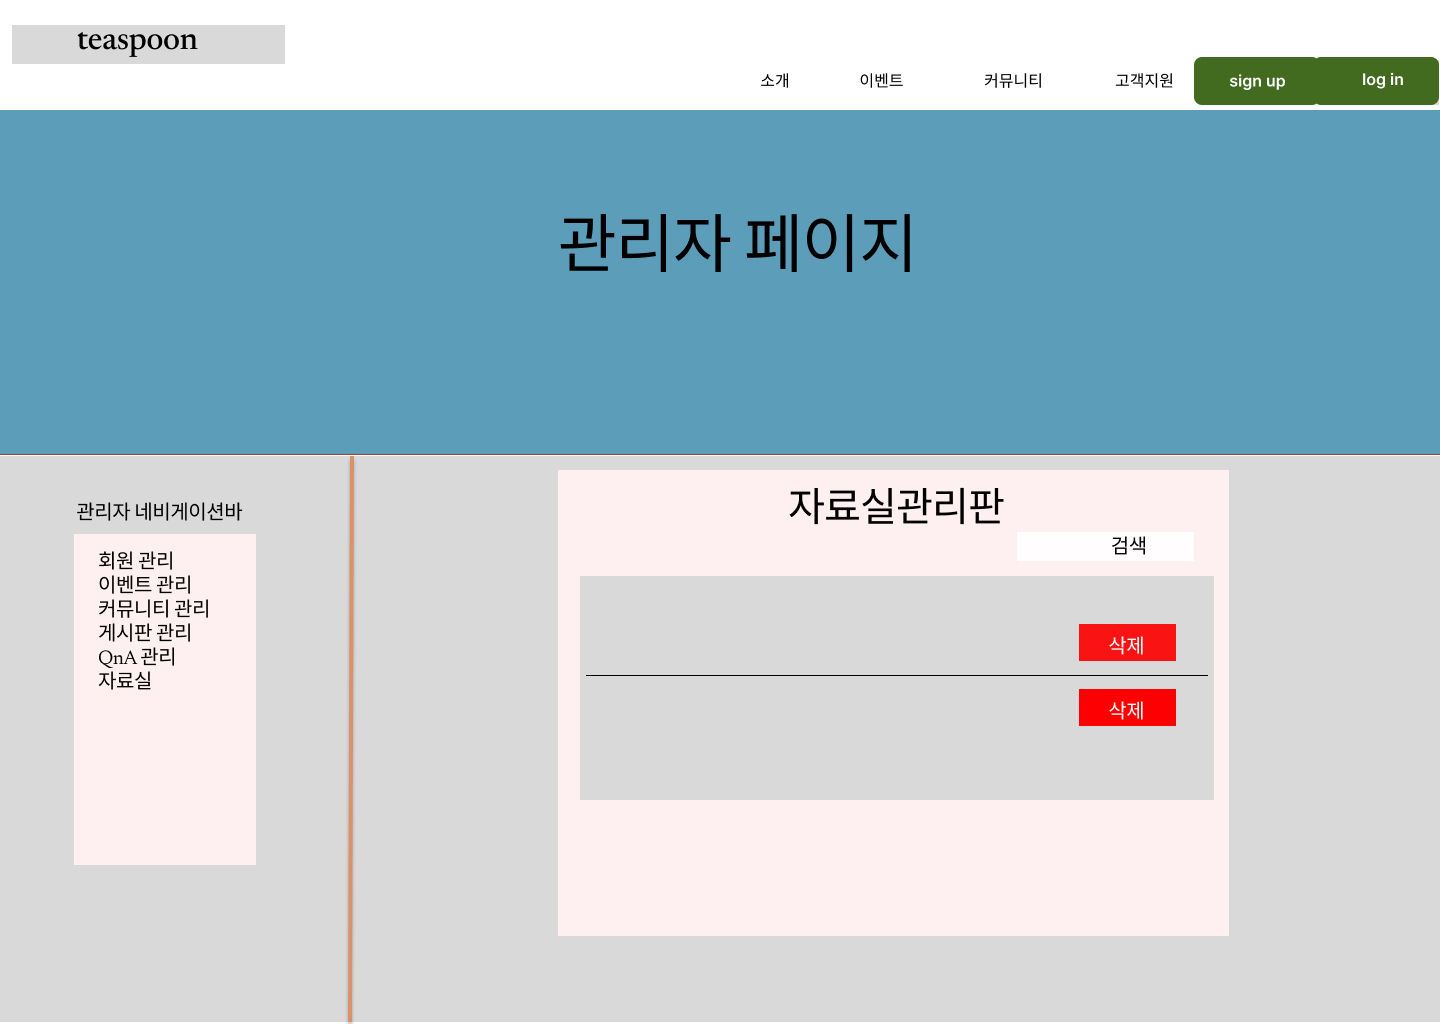 teaspoon
소개 이벤트 커뮤니티 고객지원 sign up log in
관리자 페이지
관리자 네비게이션바
회원 관리
이벤트 관리
커뮤니티 관리
게시판 관리
QnA 관리
자료실
자료실관리판
검색
삭제
삭제